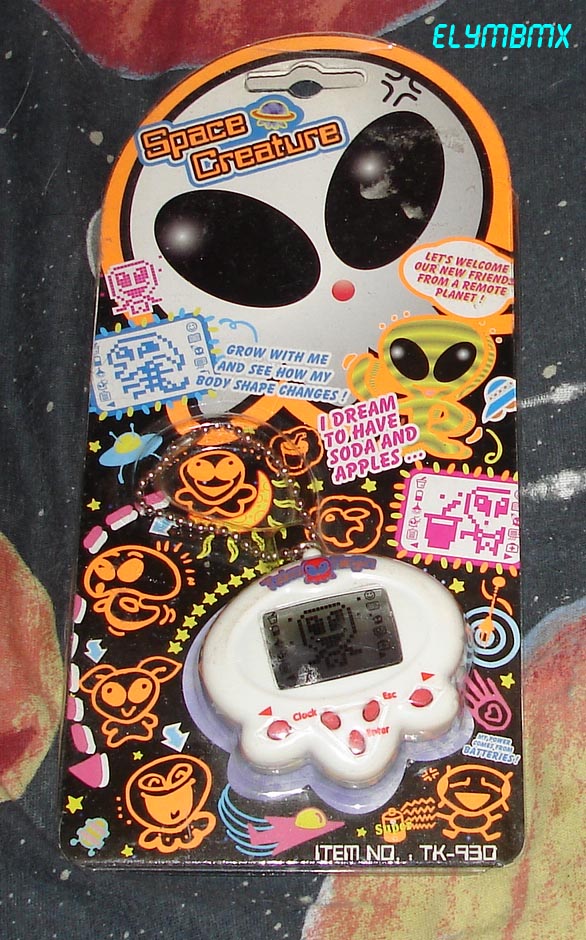 ELYMBMX
Space
Creature
LET'S WELCOME
OUR NEW FRIENDS
FROM A REMOTE
PLANET !
GROW WITH ME
AND SEE HOW MY
BODY SHAPE CHANGES !
I DREAM
TO HAVE
SODA AND
APPLES ...
Clock
Esc
Enter
MY POWER
COMES FROM
BATTERIES!
ITEM NO. : TK-930